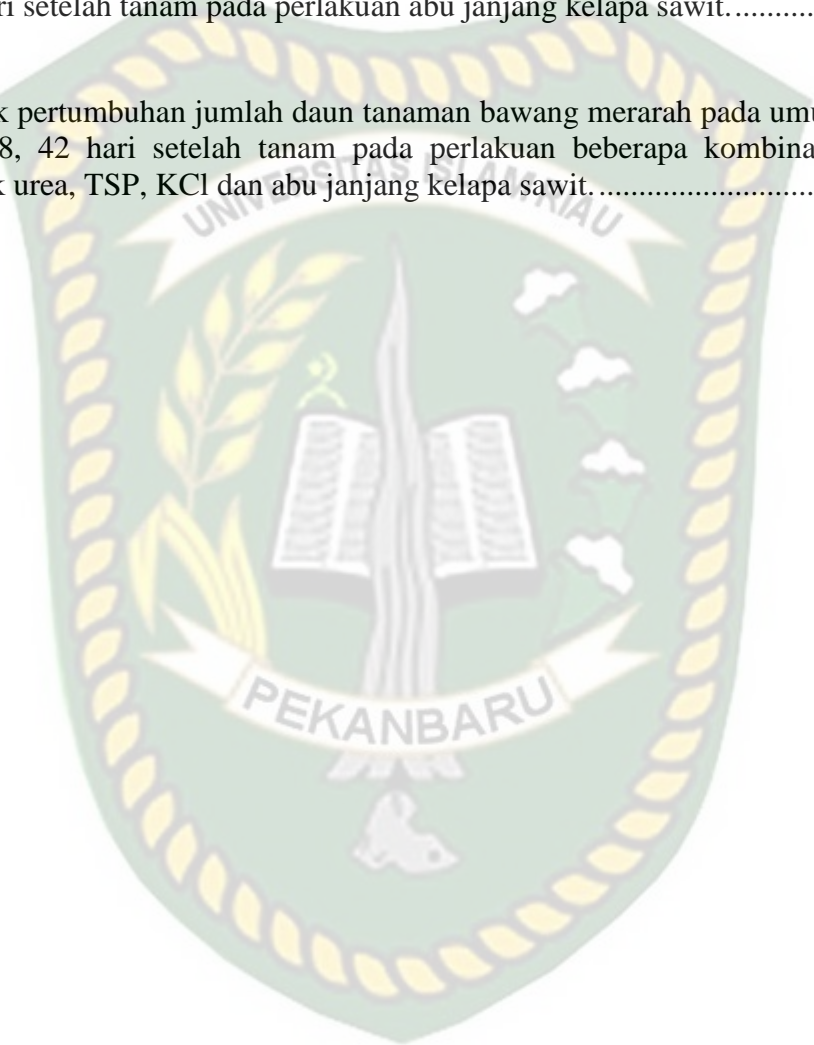 ri setelah tanam pada perlakuan abu janjang kelapa sawit...........
k pertumbuhan jumlah daun tanaman bawang merarah pada umu
8, 42 hari setelah tanam pada perlakuan beberapa kombina
k urea, TSP, KCl dan abu janjang kelapa sawit............................
UNIVERSITAS ISLAM RIAU
PEKANBARU